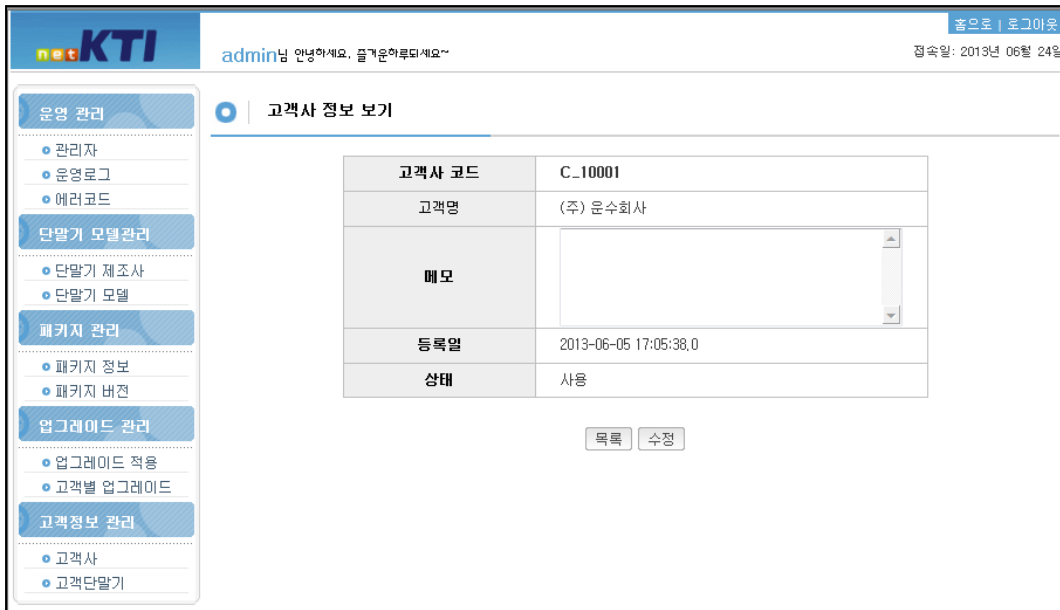 홈으로 | 로그아웃
netKTI
admin님 안녕하세요, 즐거운하루되세요~
접속일: 2013년 06월 24일
운영 관리
관리자
운영로그
에러코드
단말기 모델관리
단말기 제조사
단말기 모델
패키지 관리
패키지 정보
패키지 버전
업그레이드 관리
업그레이드 적용
고객별 업그레이드
고객정보 관리
고객사
고객단말기
고객사 정보 보기
고객사 코드 C_10001
고객명 (주) 운수회사
메모
등록일 2013-06-05 17:05:38.0
상태 사용
목록 수정